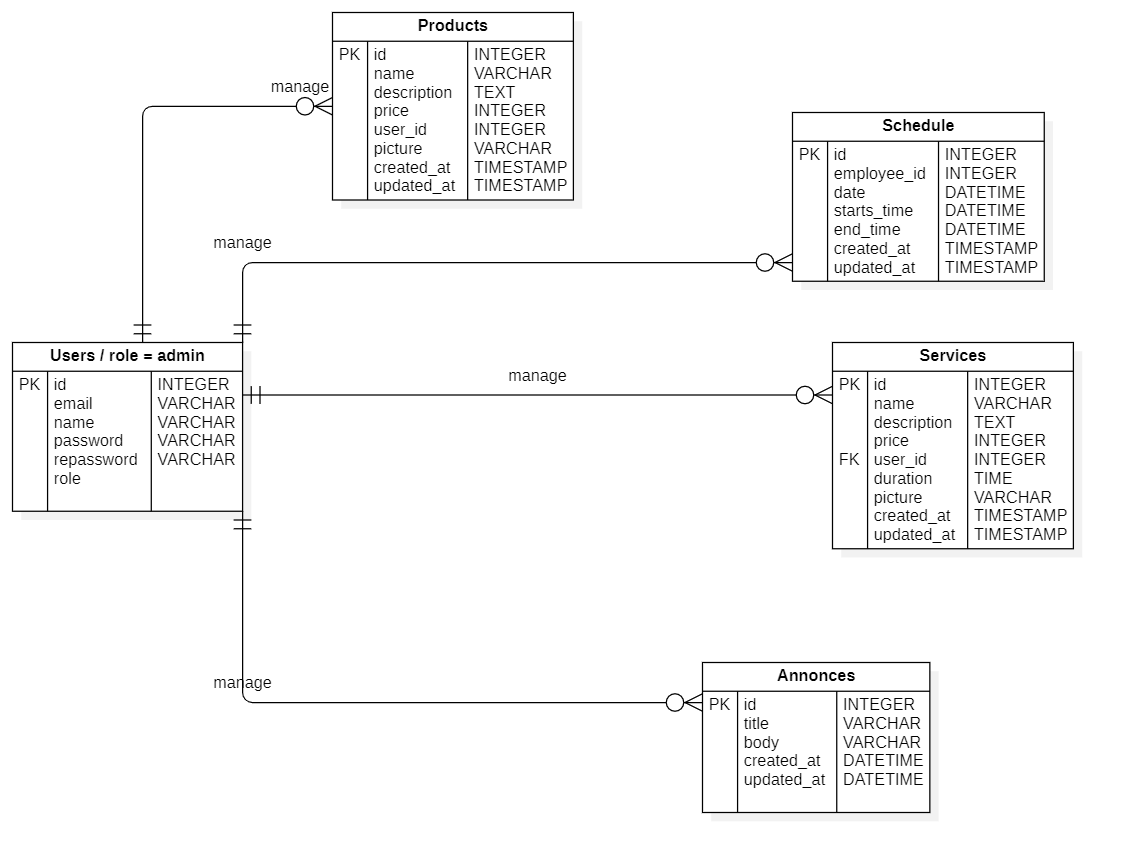 Products
PK id INTEGER
name VARCHAR
description TEXT
price INTEGER
user_id INTEGER
picture VARCHAR
created_at TIMESTAMP
updated_at TIMESTAMP
manage
Schedule
PK id INTEGER
employee_id INTEGER
date DATETIME
starts_time DATETIME
end_time DATETIME
created_at TIMESTAMP
updated_at TIMESTAMP
manage
Users / role = admin
PK id INTEGER
email VARCHAR
name VARCHAR
password VARCHAR
repassword VARCHAR
role
manage
Services
PK id INTEGER
name VARCHAR
description TEXT
price INTEGER
FK user_id INTEGER
duration TIME
picture VARCHAR
created_at TIMESTAMP
updated_at TIMESTAMP
manage
Annonces
PK id INTEGER
title VARCHAR
body VARCHAR
created_at DATETIME
updated_at DATETIME